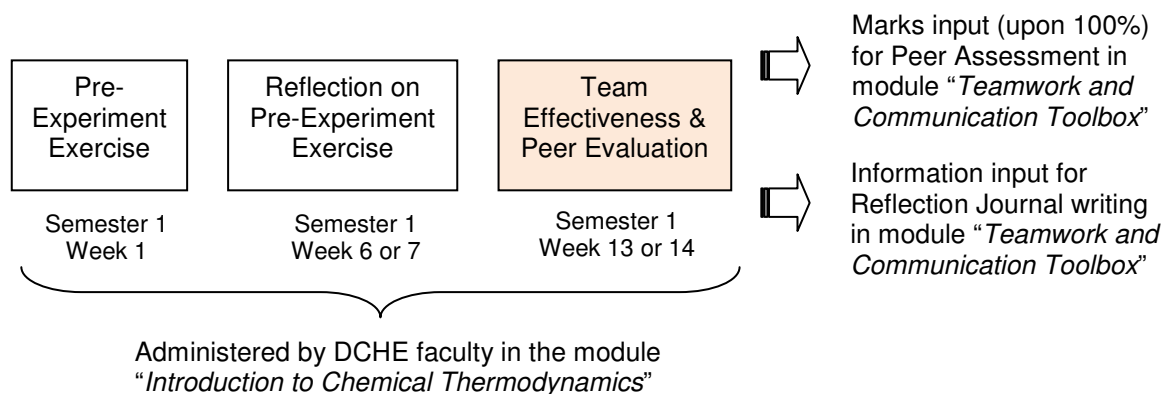 Pre-
Experiment
Exercise
Semester 1
Week 1
Reflection on
Pre-Experiment
Exercise
Semester 1
Week 6 or 7
Team
Effectiveness &
Peer Evaluation
Semester 1
Week 13 or 14
Marks input (upon 100%)
for Peer Assessment in
module “Teamwork and
Communication Toolbox”
Information input for
Reflection Journal writing
in module “Teamwork and
Communication Toolbox”
Administered by DCHE faculty in the module
“Introduction to Chemical Thermodynamics”